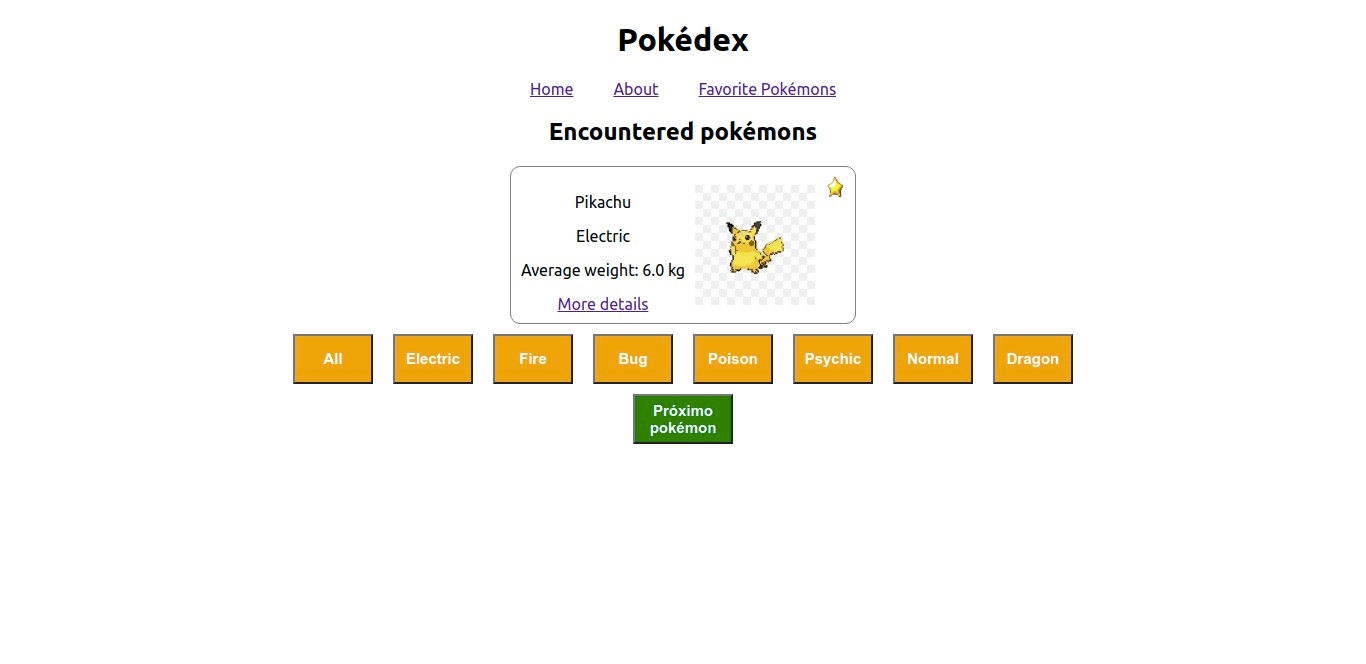 Pokédex
Home About Favorite Pokémons
Encountered pokémons
Pikachu
Electric
Average weight: 6.0 kg
More details
All Electric Fire Bug Poison Psychic Normal Dragon
Próximo
pokémon